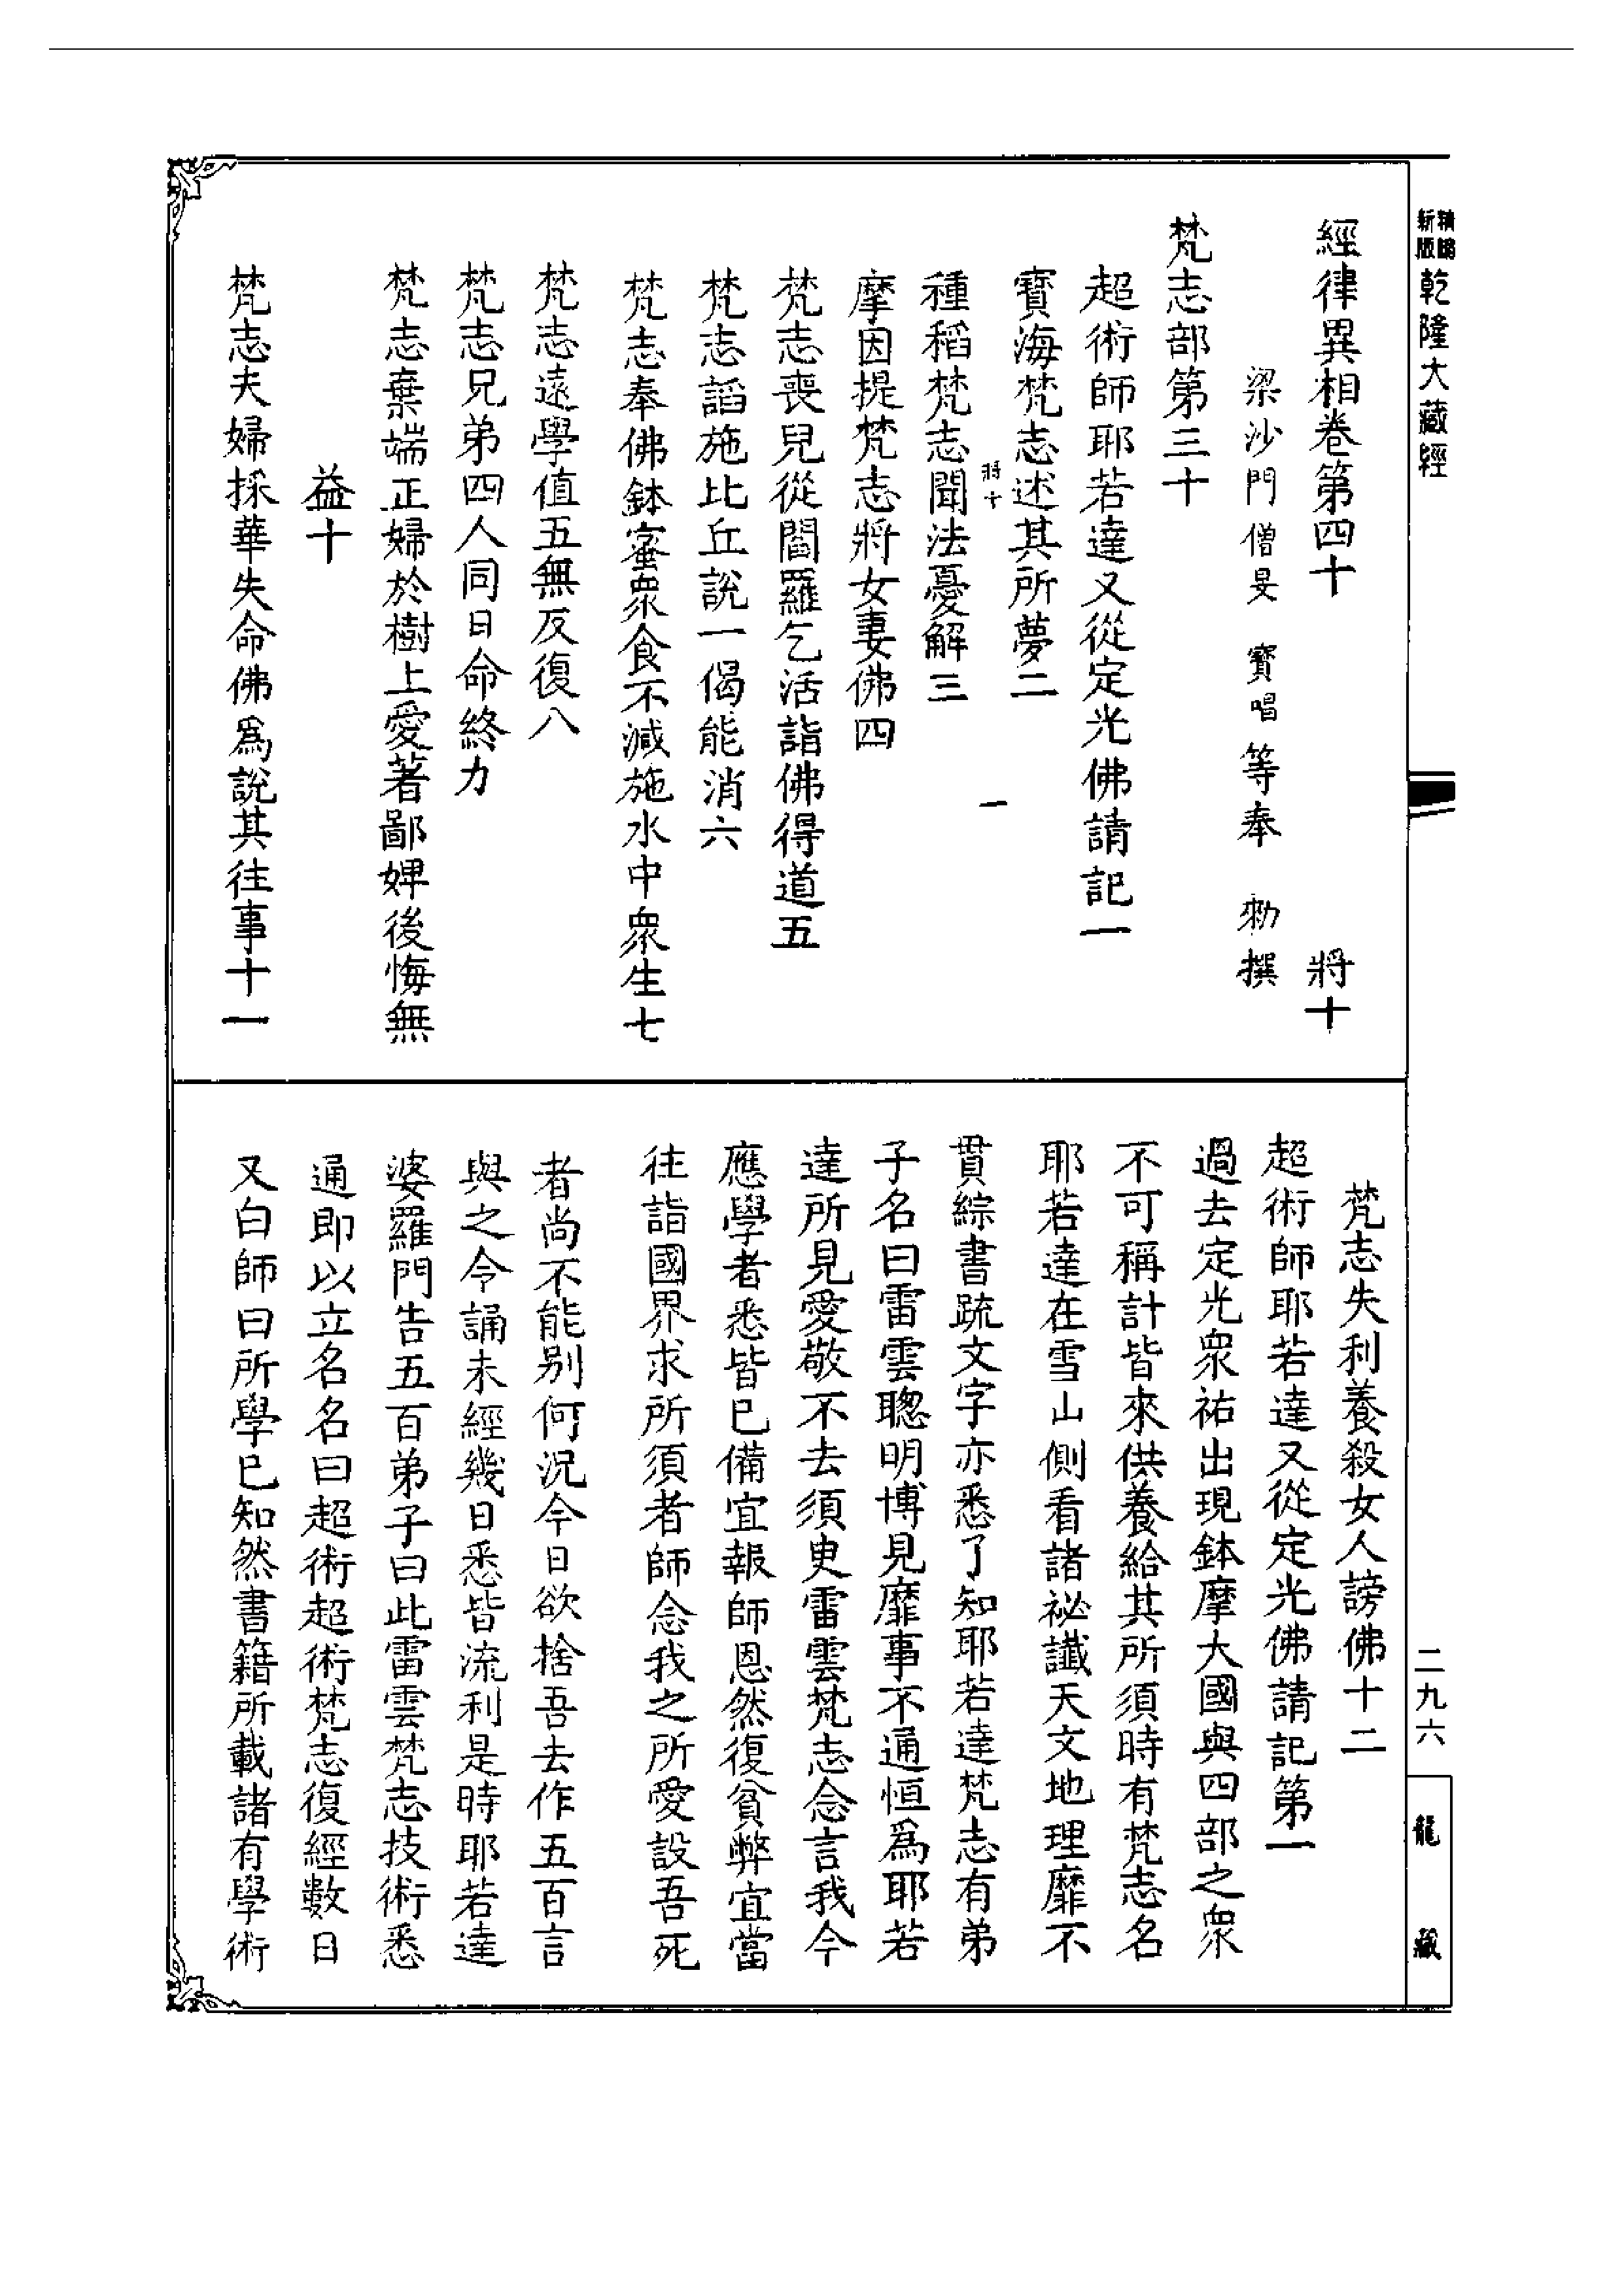 精縮新版乾隆大藏經
經律異相卷第四十　將十
梁沙門僧旻　寶唱等奉　勅撰
梵志部第三十
超術師耶若達又從定光佛請記一
寶海梵志述其所夢二
將十　一
種稻梵志聞法憂解三
摩因提梵志將女妻佛四
梵志喪兒從閻羅乞活詣佛得道五
梵志謟施比丘說一偈能消六
梵志奉佛鉢蜜衆食不減施水中衆生七
梵志遠學值五無反復八
梵志兄弟四人同日命終力
梵志棄端正婦於樹上愛著鄙婢後悔無
益十
梵志夫婦採華失命佛爲說其往事十一
梵志失利養殺女人謗佛十二
超術師耶若達又從定光佛請記第一
過去定光衆祐出現鉢摩大國與四部之衆
不可稱計皆來供養給其所須時有梵志名
耶若達在雪山側看諸祕讖天文地理靡不
貫綜書䟽文字亦悉了知耶若達梵志有弟
子名曰雷雲聰明博見靡事不通恒爲耶若
達所見愛敬不去須臾雷雲梵志念言我今
應學者悉皆已備宜報師恩然復貧弊宜當
往詣國界求所須者師念我之所愛設吾死
者尚不能別何況今日欲捨吾去作五百言
與之令誦未經幾日悉皆流利是時耶若達
婆羅門告五百弟子曰此雷雲梵志技術悉
通即以立名名曰超術超術梵志復經數日
又白師曰所學已知然書籍所載諸有學術
二九六
龍藏